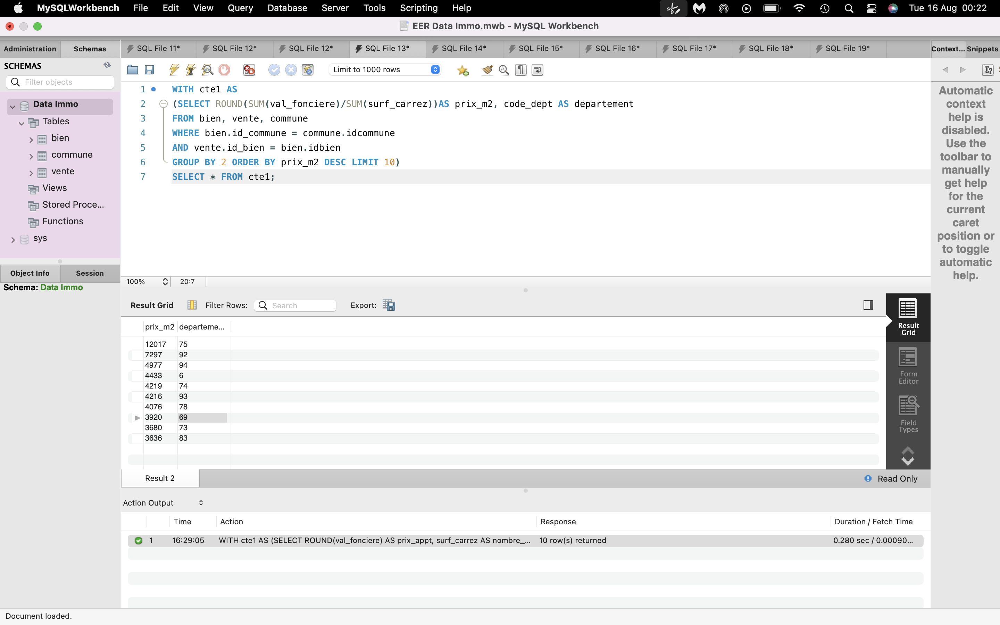 MySQLWorkbench File Edit View Query Database Server Tools Scripting Help Tue 16 Aug 00:22
EER Data Immo.mwb - MySQL Workbench
Administration Schemas SQL File 11* SQL File 12* SQL File 12* SQL File 13* SQL File 14* SQL File 15* SQL File 16* SQL File 17* SQL File 18* SQL File 19* Context... Snippets
SCHEMAS
Limit to 1000 rows
Filter objects
Data Immo
Tables
bien
commune
vente
Views
Stored Proce...
Functions
sys
Object Info Session
Schema: Data Immo
1 WITH cte1 AS
2 (SELECT ROUND(SUM(val_fonciere)/SUM(surf_carrez))AS prix_m2, code_dept AS departement
3 FROM bien, vente, commune
4 WHERE bien.id_commune = commune.idcommune
5 AND vente.id_bien = bien.idbien
6 GROUP BY 2 ORDER BY prix_m2 DESC LIMIT 10)
7 SELECT * FROM cte1;
Automatic
context
help is
disabled.
Use the
toolbar to
manually
get help
for the
current
caret
position or
to toggle
automatic
help.
100% 20:7
Result Grid Filter Rows: Search Export:
prix_m2 departeme...
12017 75
7297 92
4977 94
4433 6
4219 74
4216 93
4076 78
3920 69
3680 73
3636 83
Result
Grid
Form
Editor
Field
Types
Result 2 Read Only
Action Output
Time Action Response Duration / Fetch Time
1 16:29:05 WITH cte1 AS (SELECT ROUND(val_fonciere) AS prix_appt, surf_carrez AS nombre_... 10 row(s) returned 0.280 sec / 0.00090...
Document loaded.